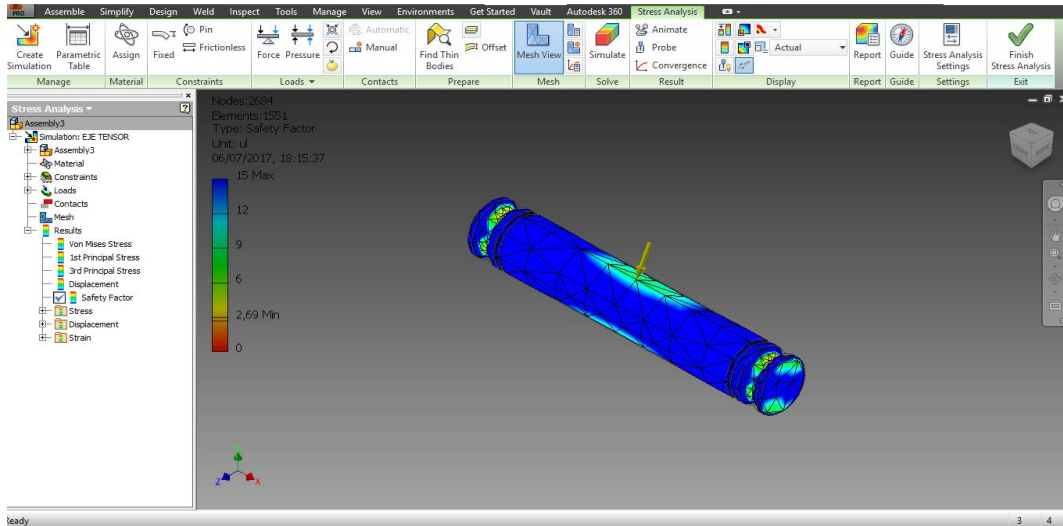 PRO Assemble Simplify Design Weld Inspect Tools Manage View Environments Get Started Vault Autodesk 360 Stress Analysis
Create Simulation
Parametric Table
Assign
Fixed
Pin
Frictionless
Force
Pressure
Automatic
Manual
Find Thin Bodies
Offset
Mesh View
Simulate
Animate
Probe
Convergence
Actual
Report
Guide
Stress Analysis Settings
Finish Stress Analysis
Manage Material Constraints Loads Contacts Prepare Mesh Solve Result Display Report Guide Settings Exit
Stress Analysis
Assembly3
Simulation: EJE TENSOR
Assembly3
Material
Constraints
Loads
Contacts
Mesh
Results
Von Mises Stress
1st Principal Stress
3rd Principal Stress
Displacement
Safety Factor
Stress
Displacement
Strain
Nodes:2684
Elements:1551
Type: Safety Factor
Unit: ul
06/07/2017, 18:15:37
15 Max
12
9
6
2,69 Min
0
Z
X
Ready 3 4